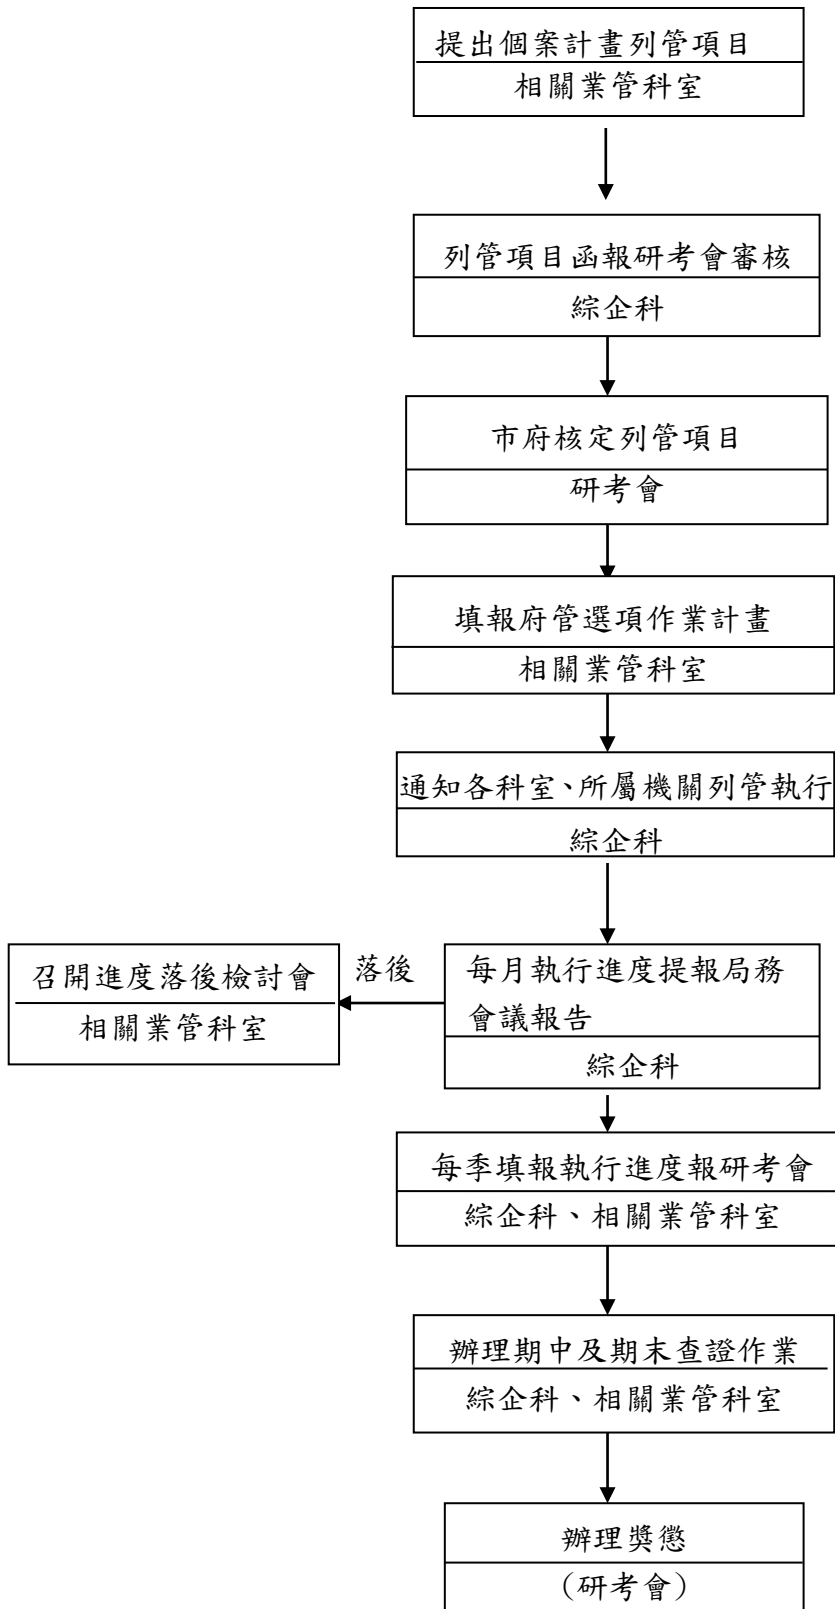 提出個案計畫列管項目
相關業管科室
列管項目函報研考會審核
綜企科
市府核定列管項目
研考會
填報府管選項作業計畫
相關業管科室
通知各科室、所屬機關列管執行
綜企科
每月執行進度提報局務
會議報告
綜企科
落後
召開進度落後檢討會
相關業管科室
每季填報執行進度報研考會
綜企科、相關業管科室
辦理期中及期末查證作業
綜企科、相關業管科室
辦理獎懲
(研考會)